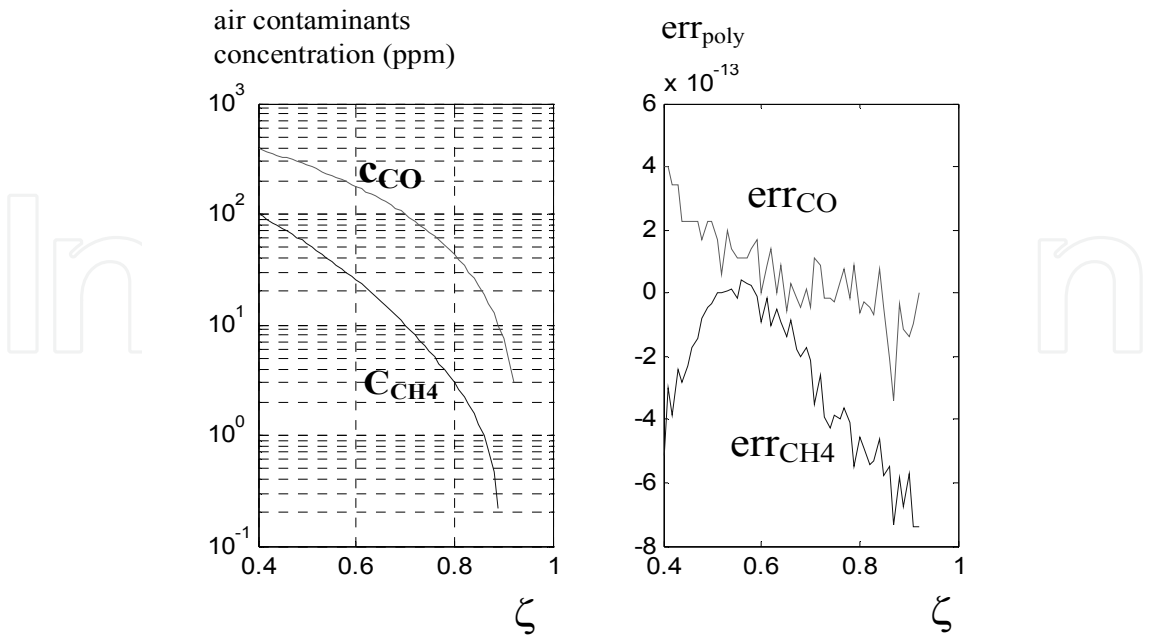 air contaminants
concentration (ppm)
10^3
10^2
10^1
10^0
10^-1
c_CO
C_CH4
0.4 0.6 0.8 1
ζ
err_poly
x 10^-13
6
4
2
0
-2
-4
-6
-8
err_CO
err_CH4
0.4 0.6 0.8 1
ζ
In
n